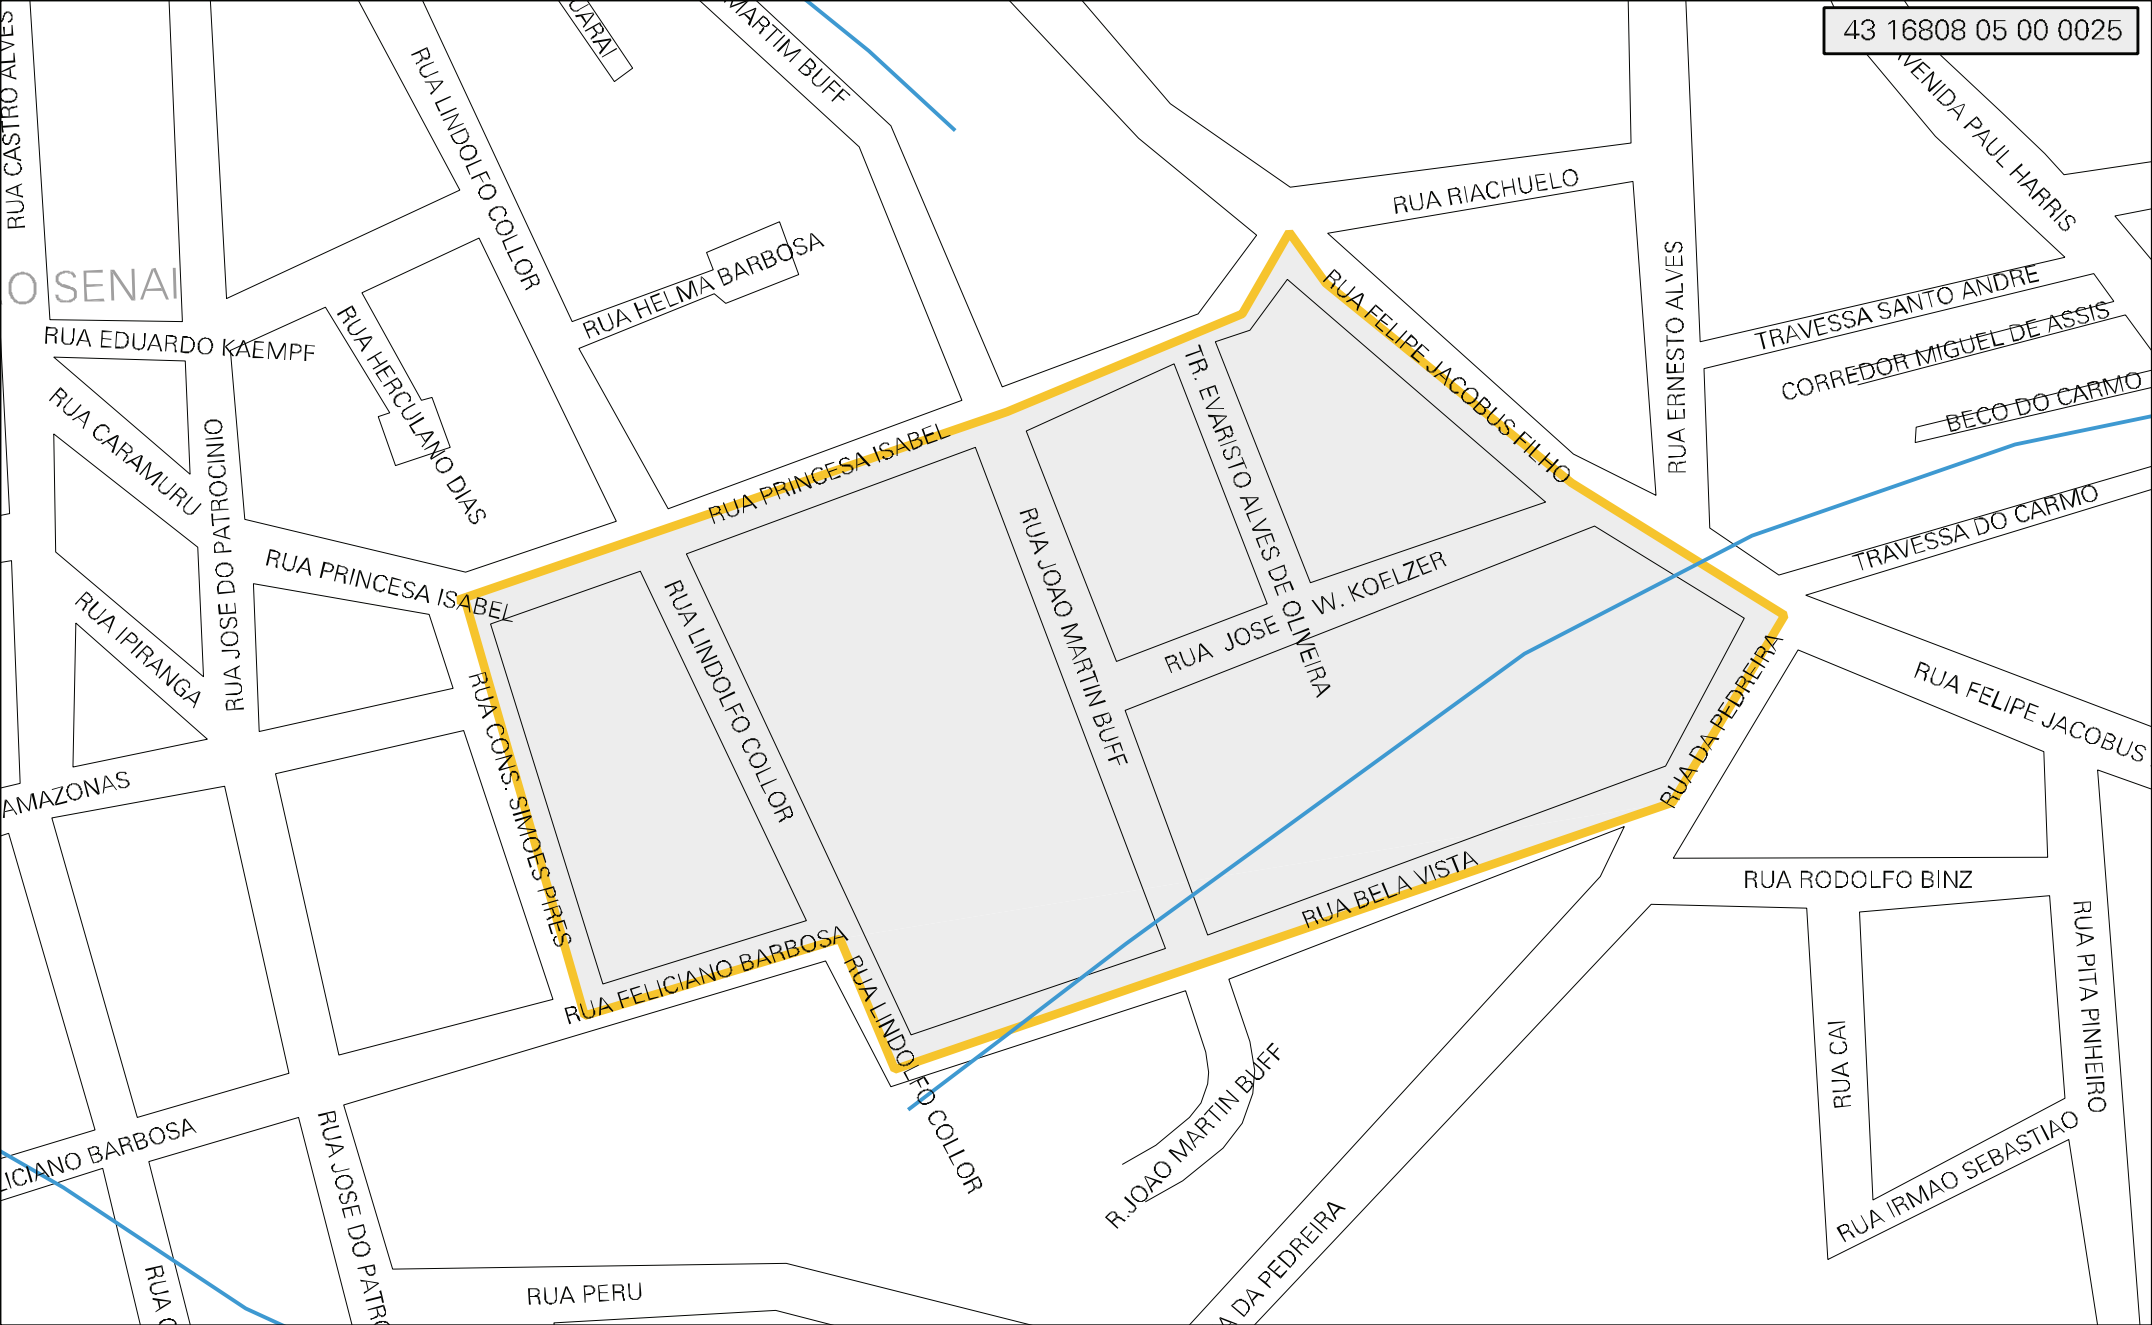 43 16808 05 00 0025
RUA CASTRO ALVES
RUA LINDOLFO COLLOR
MARTIM BUFF
AVENIDA PAUL HARRIS
RUA RIACHUELO
RUA HELMA BARBOSA
O SENAI
RUA EDUARDO KAEMPF
RUA HERCULANO DIAS
RUA CARAMURU
RUA JOSE DO PATROCINIO
RUA IPIRANGA
RUA PRINCESA ISABEL
RUA PRINCESA ISABEL
RUA FELIPE JACOBUS FILHO
RUA ERNESTO ALVES
TRAVESSA SANTO ANDRE
CORREDOR MIGUEL DE ASSIS
BECO DO CARMO
TRAVESSA DO CARMO
TR. EVARISTO ALVES DE OLIVEIRA
RUA JOAO MARTIN BUFF
RUA JOSE W. KOELZER
RUA LINDOLFO COLLOR
RUA CONS. SIMOES PIRES
RUA FELICIANO BARBOSA
RUA LINDOLFO COLLOR
RUA BELA VISTA
RUA DA PEDREIRA
RUA FELIPE JACOBUS
RUA RODOLFO BINZ
RUA PITA PINHEIRO
RUA CAI
RUA IRMAO SEBASTIAO
AMAZONAS
LICIANO BARBOSA
RUA JOSE DO PATRO
R.JOAO MARTIN BUFF
A DA PEDREIRA
RUA PERU